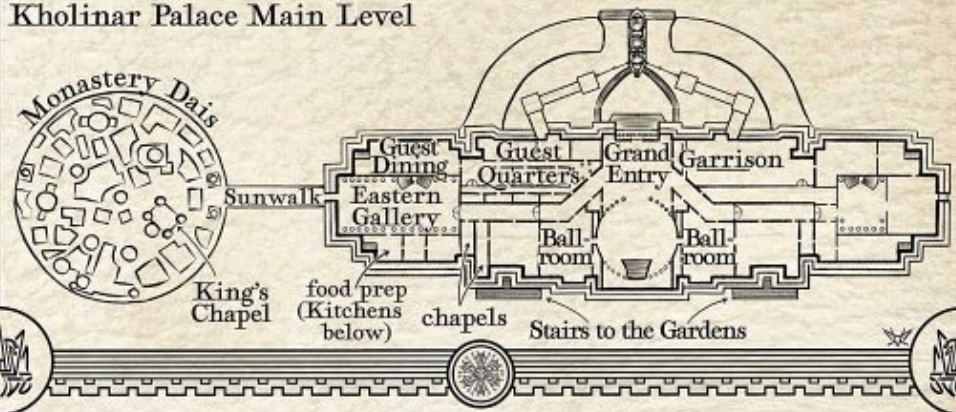 Kholinar Palace Main Level
Monastery Dais
Sunwalk
King's
Chapel
Guest
Dining
Eastern
Gallery
food prep
(Kitchens
below)
chapels
Guest
Quarters
Grand
Entry
Garrison
Ball-
room
Ball-
room
Stairs to the Gardens